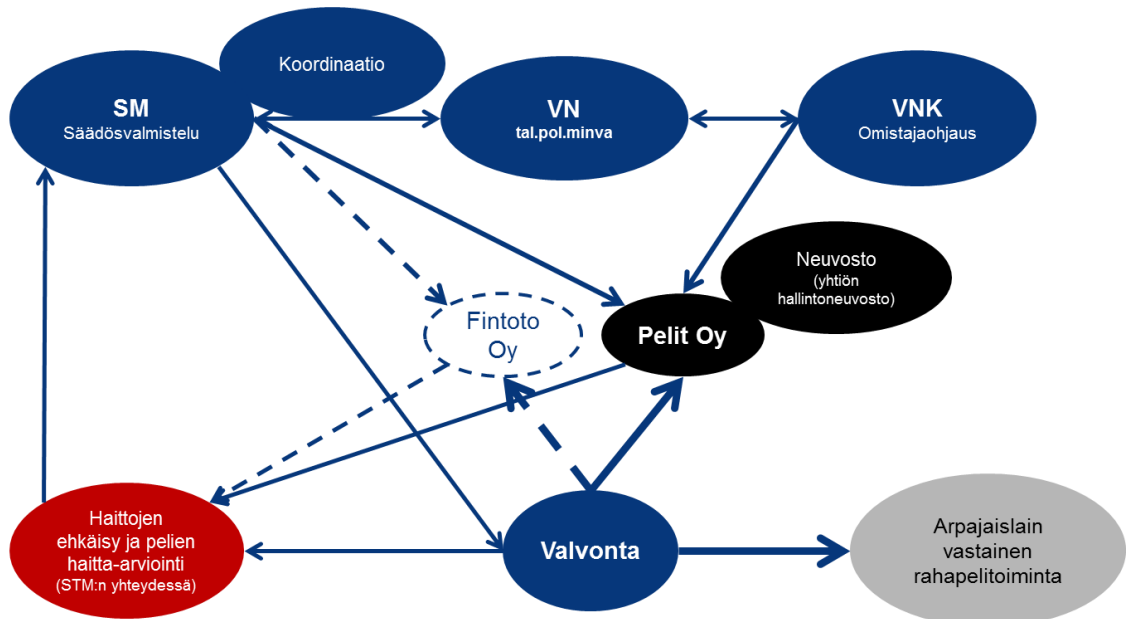 Koordinaatio
SM
Säädösvalmistelu
VN
tal.pol.minva
VNK
Omistajaohjaus
Neuvosto
(yhtiön
hallintoneuvosto)
Fintoto
Oy
Pelit Oy
Haittojen
ehkäisy ja pelien
haitta-arviointi
(STM:n yhteydessä)
Valvonta
Arpajaislain
vastainen
rahapelitoiminta